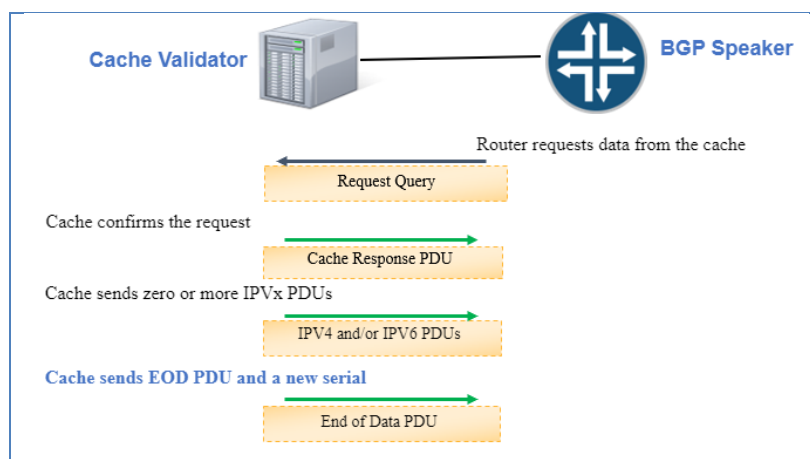 Cache Validator
BGP Speaker
Router requests data from the cache
Request Query
Cache confirms the request
Cache Response PDU
Cache sends zero or more IPVx PDUs
IPV4 and/or IPV6 PDUs
Cache sends EOD PDU and a new serial
End of Data PDU